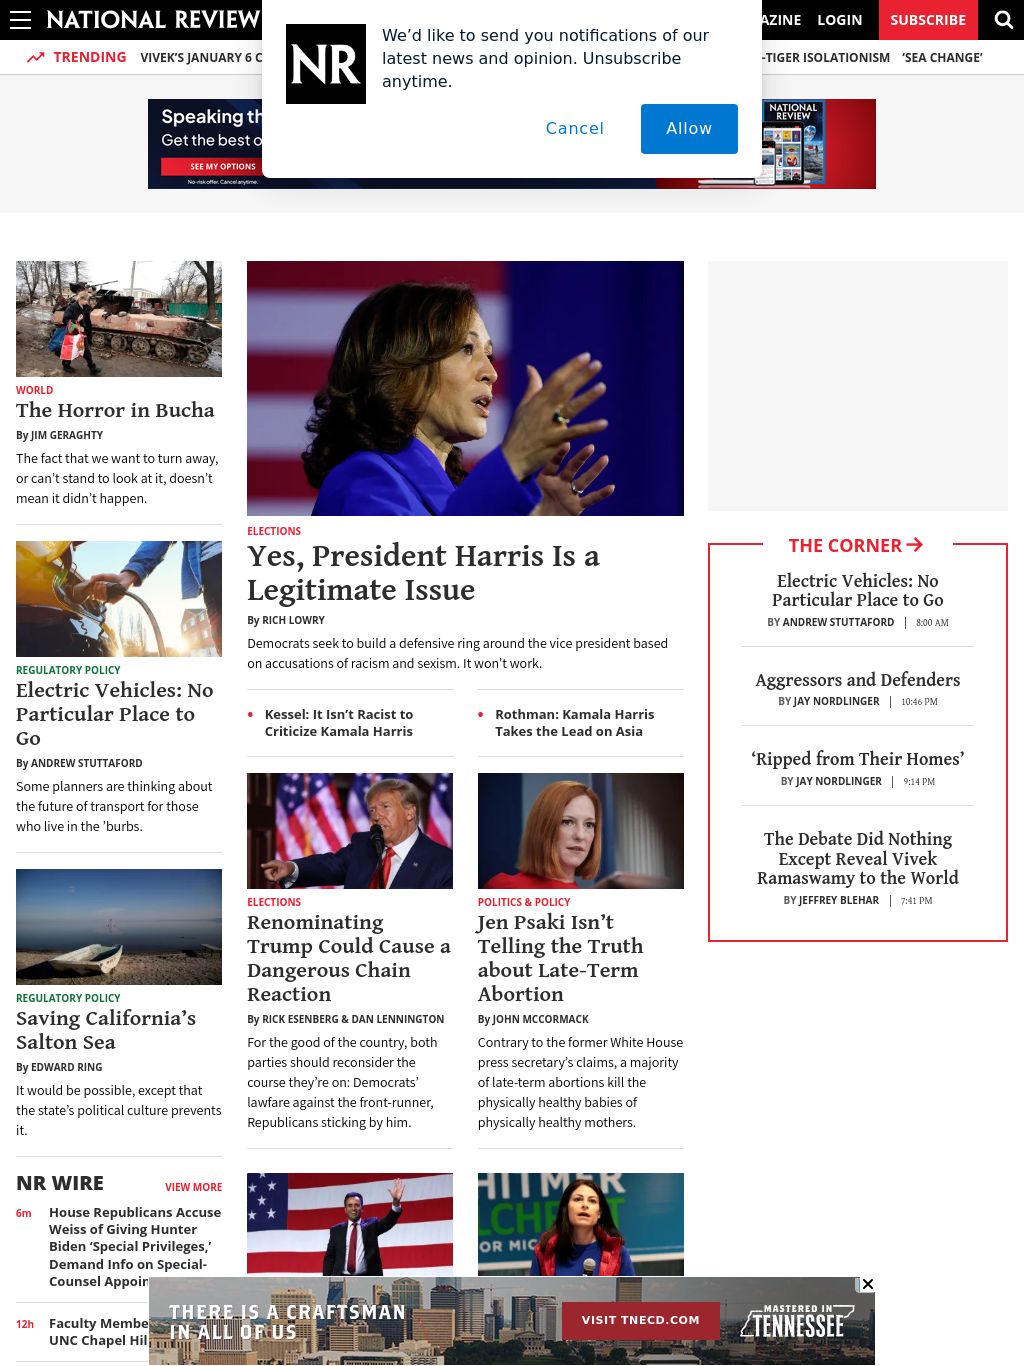 NATIONAL REVIEW
LOGIN
SUBSCRIBE
We’d like to send you notifications of our
latest news and opinion. Unsubscribe
anytime.
NR
Cancel
Allow
TRENDING
VIVEK’S JANUARY 6
-TIGER ISOLATIONISM
‘SEA CHANGE’
Speaking
Get the best
SEE MY OPTIONS
No-risk offer. Cancel anytime.
NATIONAL
REVIEW
WORLD
The Horror in Bucha
By JIM GERAGHTY
The fact that we want to turn away,
or can’t stand to look at it, doesn’t
mean it didn’t happen.
REGULATORY POLICY
Electric Vehicles: No
Particular Place to
Go
By ANDREW STUTTAFORD
Some planners are thinking about
the future of transport for those
who live in the ’burbs.
REGULATORY POLICY
Saving California’s
Salton Sea
By EDWARD RING
It would be possible, except that
the state’s political culture prevents
it.
NR WIRE
VIEW MORE
6m
House Republicans Accuse
Weiss of Giving Hunter
Biden ‘Special Privileges,’
Demand Info on Special-
Counsel
12h
Faculty
UNC Chapel
ELECTIONS
Yes, President Harris Is a
Legitimate Issue
By RICH LOWRY
Democrats seek to build a defensive ring around the vice president based
on accusations of racism and sexism. It won’t work.
• Kessel: It Isn’t Racist to
Criticize Kamala Harris
• Rothman: Kamala Harris
Takes the Lead on Asia
ELECTIONS
Renominating
Trump Could Cause a
Dangerous Chain
Reaction
By RICK ESENBERG & DAN LENNINGTON
For the good of the country, both
parties should reconsider the
course they’re on: Democrats’
lawfare against the front-runner,
Republicans sticking by him.
POLITICS & POLICY
Jen Psaki Isn’t
Telling the Truth
about Late-Term
Abortion
By JOHN MCCORMACK
Contrary to the former White House
press secretary’s claims, a majority
of late-term abortions kill the
physically healthy babies of
physically healthy mothers.
THE CORNER
Electric Vehicles: No
Particular Place to Go
BY ANDREW STUTTAFORD | 8:00 AM
Aggressors and Defenders
BY JAY NORDLINGER | 10:46 PM
‘Ripped from Their Homes’
BY JAY NORDLINGER | 9:14 PM
The Debate Did Nothing
Except Reveal Vivek
Ramaswamy to the World
BY JEFFREY BLEHAR | 7:41 PM
THERE IS A CRAFTSMAN
IN ALL OF US
VISIT TNECD.COM
MASTERED IN
TENNESSEE